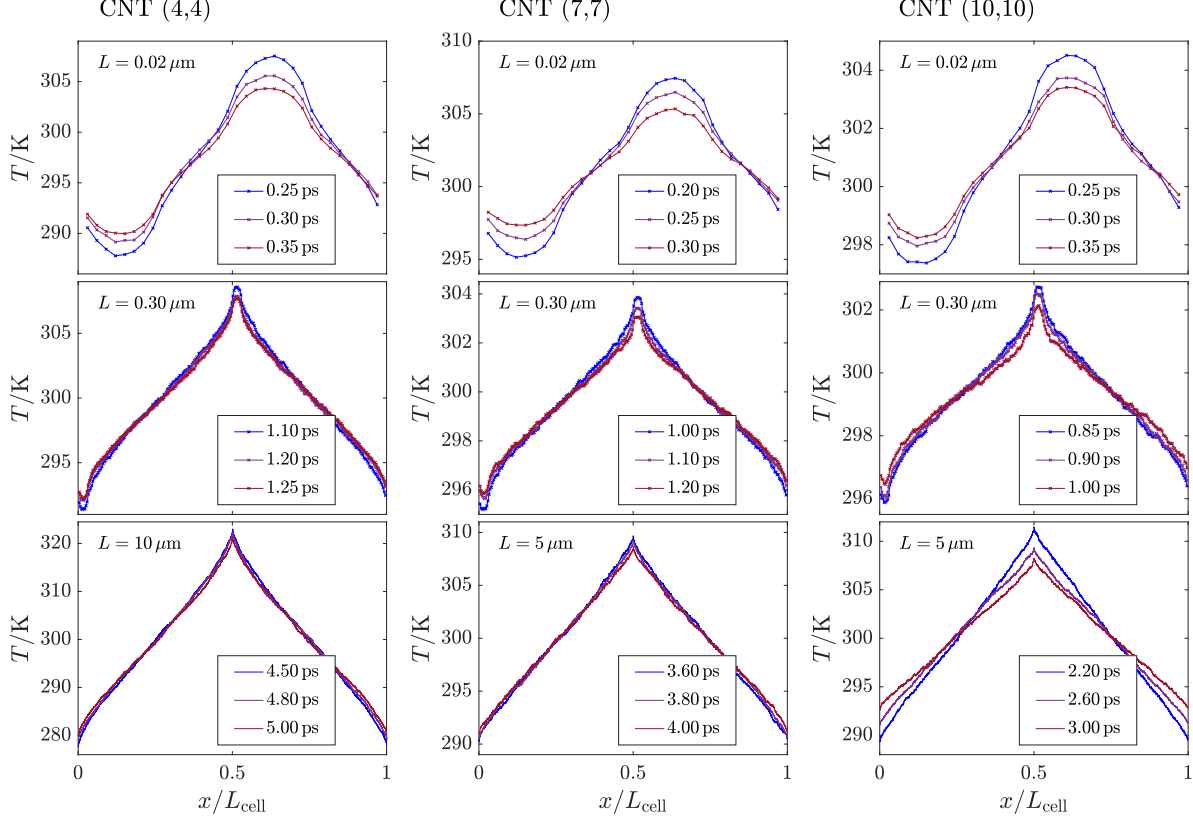 CNT (4,4)
CNT (7,7)
CNT (10,10)
T/K
L = 0.02 μm
305
300
295
290
0.25 ps
0.30 ps
0.35 ps
T/K
L = 0.02 μm
310
305
300
295
0.20 ps
0.25 ps
0.30 ps
T/K
L = 0.02 μm
304
302
300
298
0.25 ps
0.30 ps
0.35 ps
T/K
L = 0.30 μm
305
300
295
1.10 ps
1.20 ps
1.25 ps
T/K
L = 0.30 μm
304
302
300
298
296
1.00 ps
1.10 ps
1.20 ps
T/K
L = 0.30 μm
302
300
298
296
0.85 ps
0.90 ps
1.00 ps
T/K
L = 10 μm
320
310
300
290
280
4.50 ps
4.80 ps
5.00 ps
0
0.5
1
x/L_cell
T/K
L = 5 μm
310
305
300
295
290
3.60 ps
3.80 ps
4.00 ps
0
0.5
1
x/L_cell
T/K
L = 5 μm
310
305
300
295
290
2.20 ps
2.60 ps
3.00 ps
0
0.5
1
x/L_cell